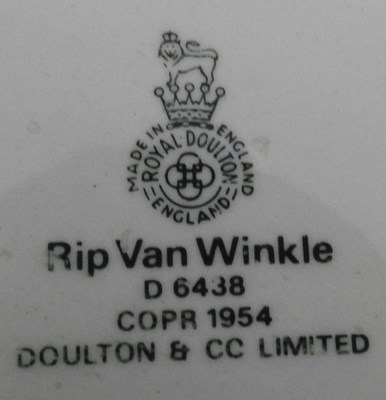 MADE IN ENGLAND
ROYAL DOULTON
ENGLAND
Rip Van Winkle
D 6438
COPR 1954
DOULTON & CC LIMITED